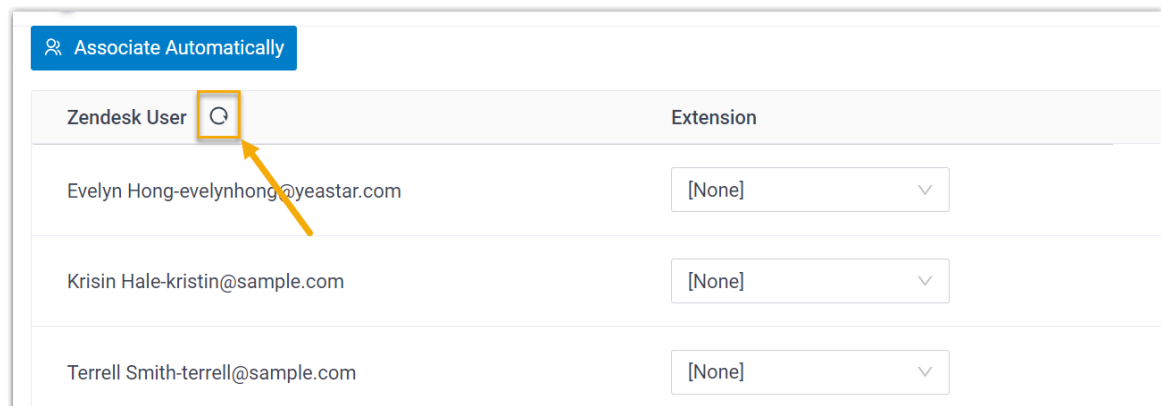 Associate Automatically
Zendesk User Extension
Evelyn Hong-evelynhong@yeastar.com [None]
Krisin Hale-kristin@sample.com [None]
Terrell Smith-terrell@sample.com [None]